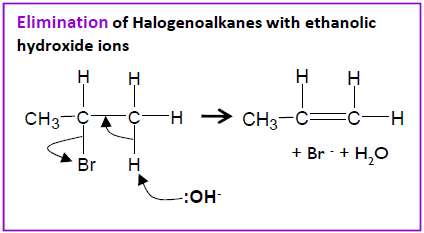 Elimination of Halogenoalkanes with ethanolic
hydroxide ions
H H H H
CH₃ C C H CH₃ C C H
Br H + Br ⁻ + H₂O
:OH⁻